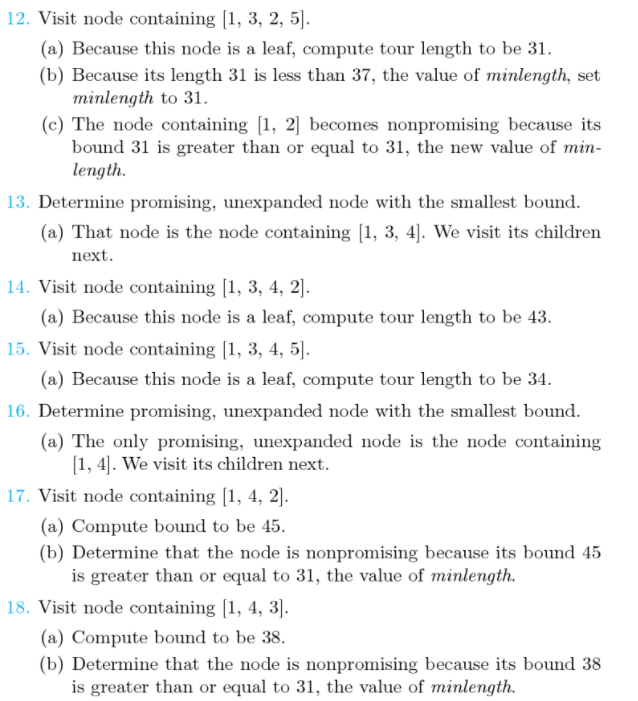 12. Visit node containing [1, 3, 2, 5].
(a) Because this node is a leaf, compute tour length to be 31.
(b) Because its length 31 is less than 37, the value of minlength, set
minlength to 31.
(c) The node containing [1, 2] becomes nonpromising because its
bound 31 is greater than or equal to 31, the new value of min-
length.
13. Determine promising, unexpanded node with the smallest bound.
(a) That node is the node containing [1, 3, 4]. We visit its children
next.
14. Visit node containing [1, 3, 4, 2].
(a) Because this node is a leaf, compute tour length to be 43.
15. Visit node containing [1, 3, 4, 5].
(a) Because this node is a leaf, compute tour length to be 34.
16. Determine promising, unexpanded node with the smallest bound.
(a) The only promising, unexpanded node is the node containing
[1, 4]. We visit its children next.
17. Visit node containing [1, 4, 2].
(a) Compute bound to be 45.
(b) Determine that the node is nonpromising because its bound 45
is greater than or equal to 31, the value of minlength.
18. Visit node containing [1, 4, 3].
(a) Compute bound to be 38.
(b) Determine that the node is nonpromising because its bound 38
is greater than or equal to 31, the value of minlength.